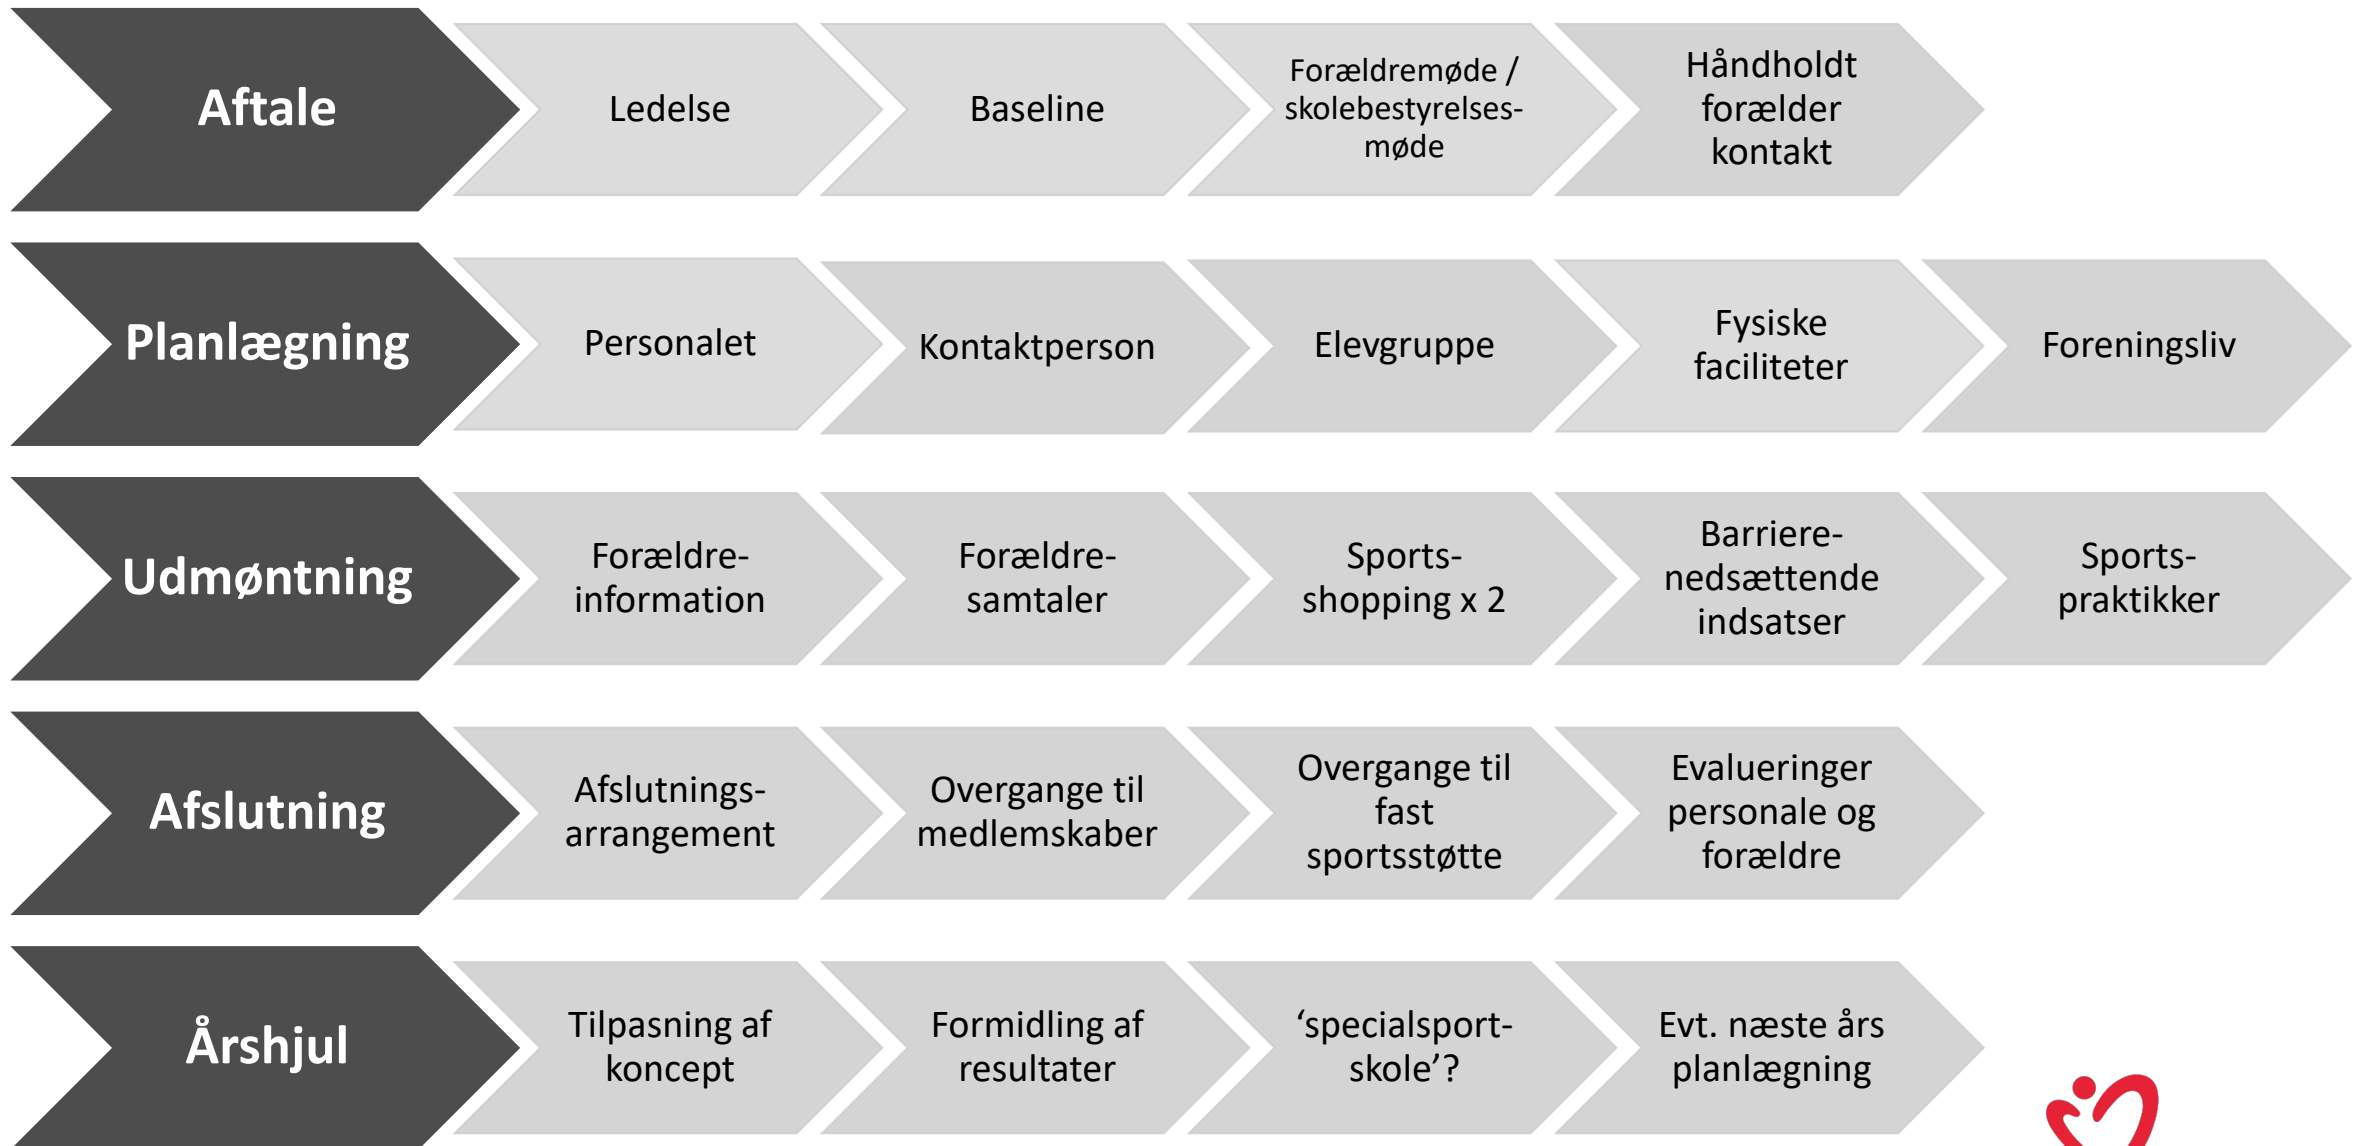 Aftale
Ledelse
Baseline
Forældremøde /
skolebestyrelses-
møde
Håndholdt
forælder
kontakt
Planlægning
Personalet
Kontaktperson
Elevgruppe
Fysiske
faciliteter
Foreningsliv
Udmøntning
Forældre-
information
Forældre-
samtaler
Sports-
shopping x 2
Barriere-
nedsættende
indsatser
Sports-
praktikker
Afslutning
Afslutnings-
arrangement
Overgange til
medlemskaber
Overgange til
fast
sportsstøtte
Evalueringer
personale og
forældre
Årshjul
Tilpasning af
koncept
Formidling af
resultater
‘specialsport-
skole’?
Evt. næste års
planlægning